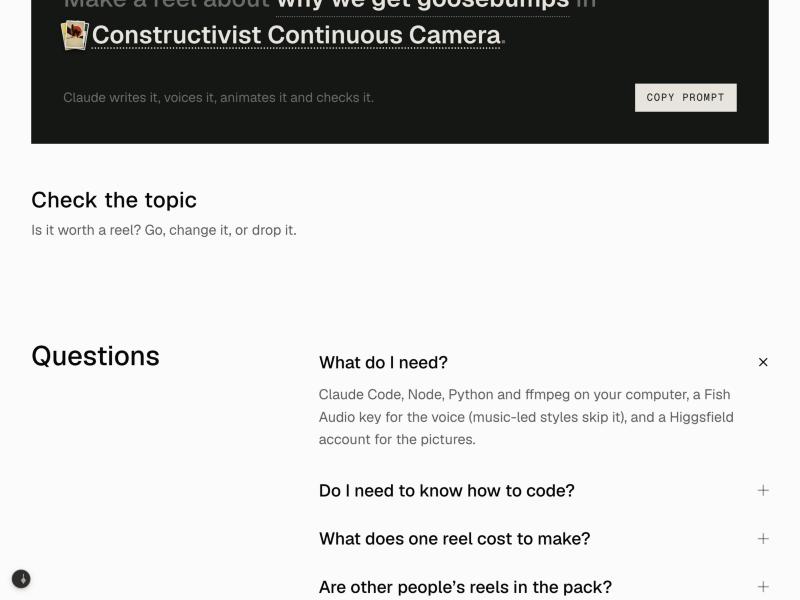 Make a reel about why we get goosebumps in
Constructivist Continuous Camera.
Claude writes it, voices it, animates it and checks it.
COPY PROMPT
Check the topic
Is it worth a reel? Go, change it, or drop it.
Questions
What do I need?
Claude Code, Node, Python and ffmpeg on your computer, a Fish
Audio key for the voice (music-led styles skip it), and a Higgsfield
account for the pictures.
Do I need to know how to code?
What does one reel cost to make?
Are other people’s reels in the pack?